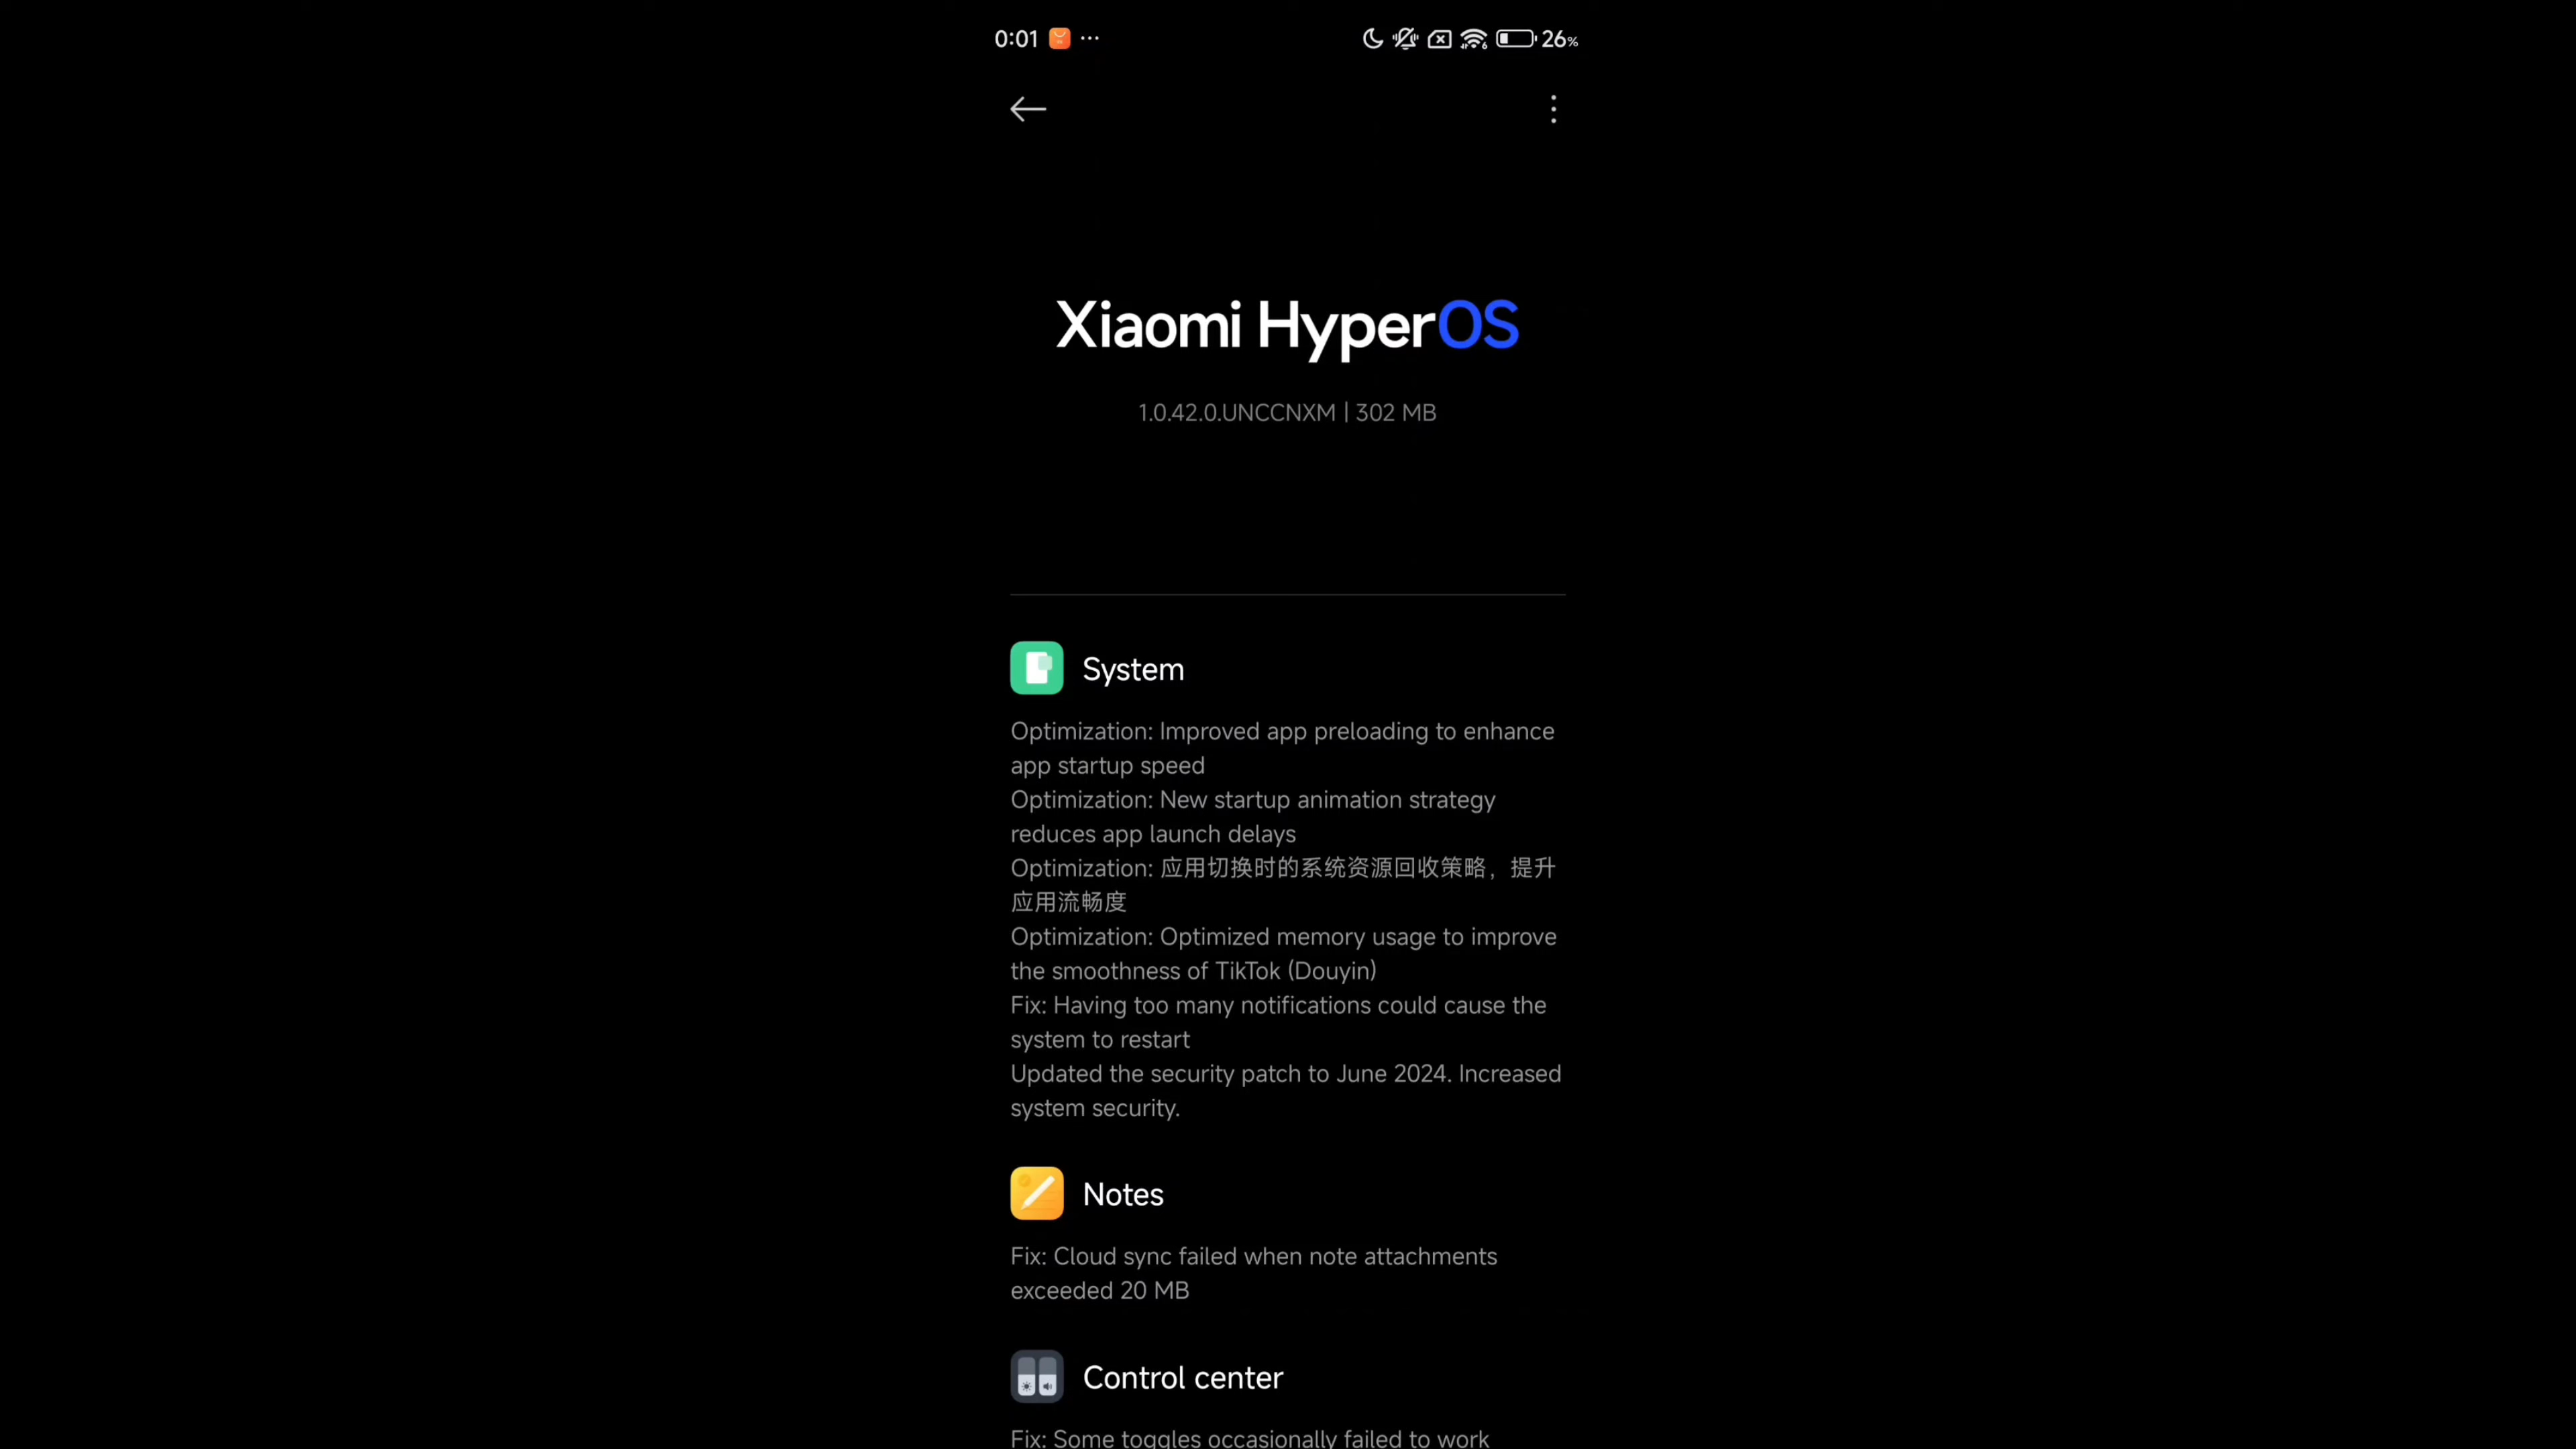 0:01 ... 26%
Xiaomi HyperOS
1.0.42.0.UNCCNXM | 302 MB
System
Optimization: Improved app preloading to enhance
app startup speed
Optimization: New startup animation strategy
reduces app launch delays
Optimization: 应用切换时的系统资源回收策略，提升
应用流畅度
Optimization: Optimized memory usage to improve
the smoothness of TikTok (Douyin)
Fix: Having too many notifications could cause the
system to restart
Updated the security patch to June 2024. Increased
system security.
Notes
Fix: Cloud sync failed when note attachments
exceeded 20 MB
Control center
Fix: Some toggles occasionally failed to work